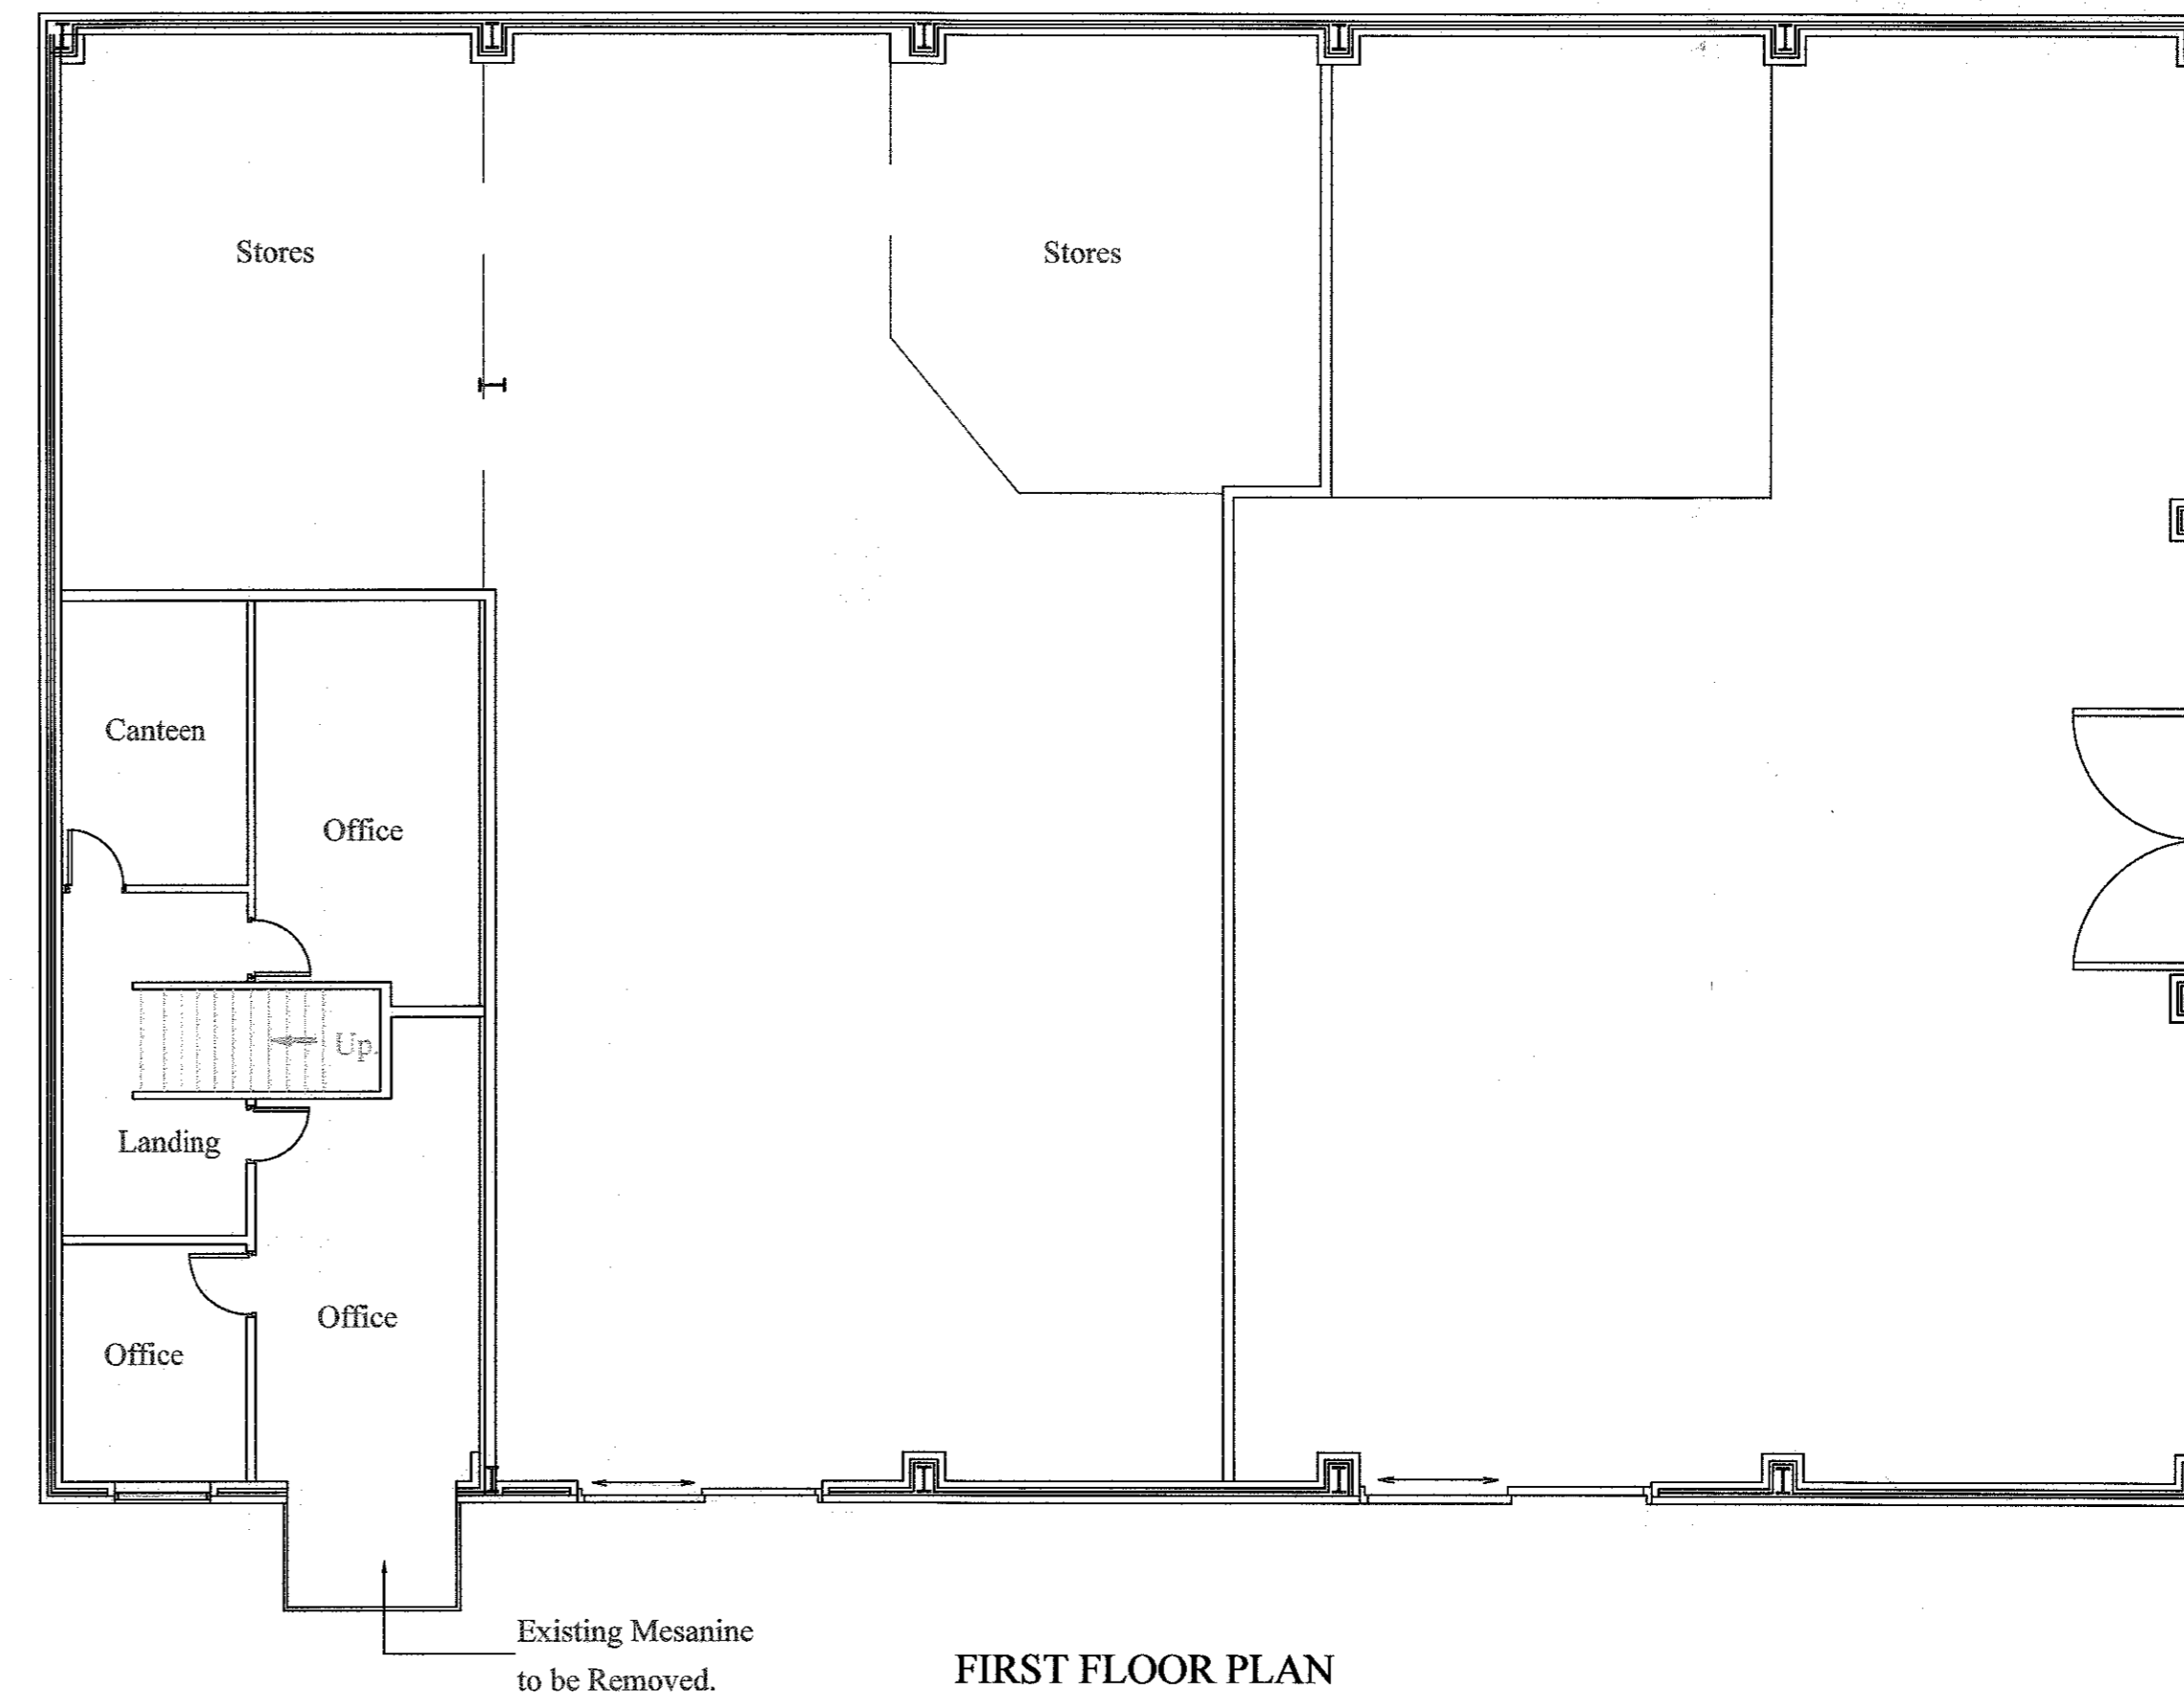 Stores
Stores
Canteen
Office
Up.
Landing
Office
Office
Existing Mesanine
to be Removed.
FIRST FLOOR PLAN